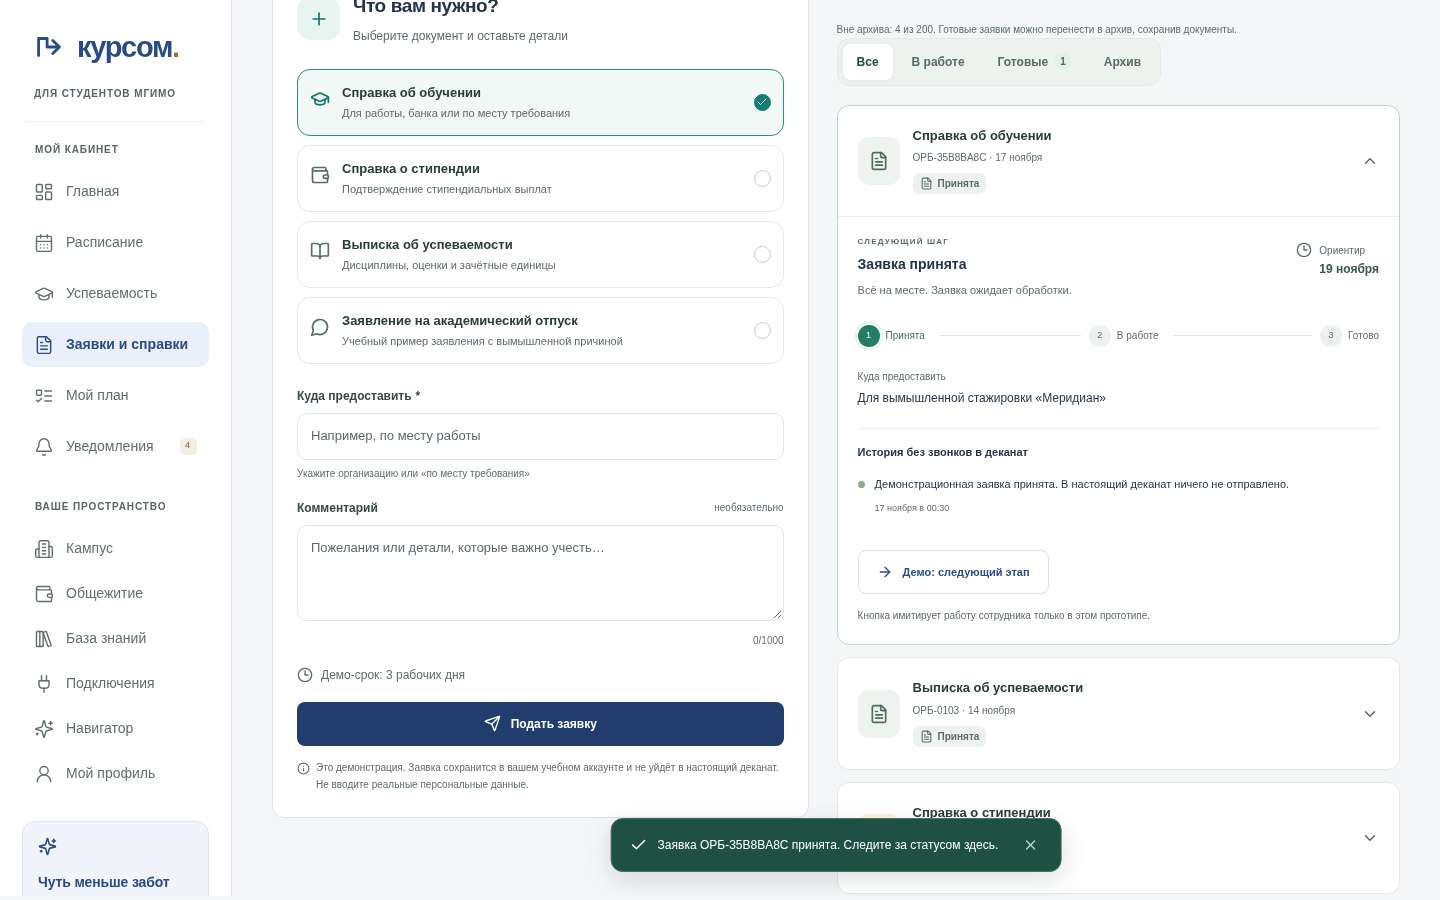 курсом.
ДЛЯ СТУДЕНТОВ МГИМО
МОЙ КАБИНЕТ
Главная
Расписание
Успеваемость
Заявки и справки
Мой план
Уведомления 4
ВАШЕ ПРОСТРАНСТВО
Кампус
Общежитие
База знаний
Подключения
Навигатор
Мой профиль
Чуть меньше забот
Что вам нужно?
Выберите документ и оставьте детали
Справка об обучении
Для работы, банка или по месту требования
Справка о стипендии
Подтверждение стипендиальных выплат
Выписка об успеваемости
Дисциплины, оценки и зачётные единицы
Заявление на академический отпуск
Учебный пример заявления с вымышленной причиной
Куда предоставить *
Например, по месту работы
Укажите организацию или «по месту требования»
Комментарий необязательно
Пожелания или детали, которые важно учесть…
0/1000
Демо-срок: 3 рабочих дня
Подать заявку
Это демонстрация. Заявка сохранится в вашем учебном аккаунте и не уйдёт в настоящий деканат.
Не вводите реальные персональные данные.
Вне архива: 4 из 200. Готовые заявки можно перенести в архив, сохранив документы.
Все В работе Готовые 1 Архив
Справка об обучении
ОРБ-35B8BA8C · 17 ноября
Принята
СЛЕДУЮЩИЙ ШАГ
Заявка принята
Всё на месте. Заявка ожидает обработки.
Ориентир
19 ноября
1 Принята 2 В работе 3 Готово
Куда предоставить
Для вымышленной стажировки «Меридиан»
История без звонков в деканат
Демонстрационная заявка принята. В настоящий деканат ничего не отправлено.
17 ноября в 00:30
Демо: следующий этап
Кнопка имитирует работу сотрудника только в этом прототипе.
Выписка об успеваемости
ОРБ-0103 · 14 ноября
Принята
Справка о стипендии
Заявка ОРБ-35B8BA8C принята. Следите за статусом здесь.